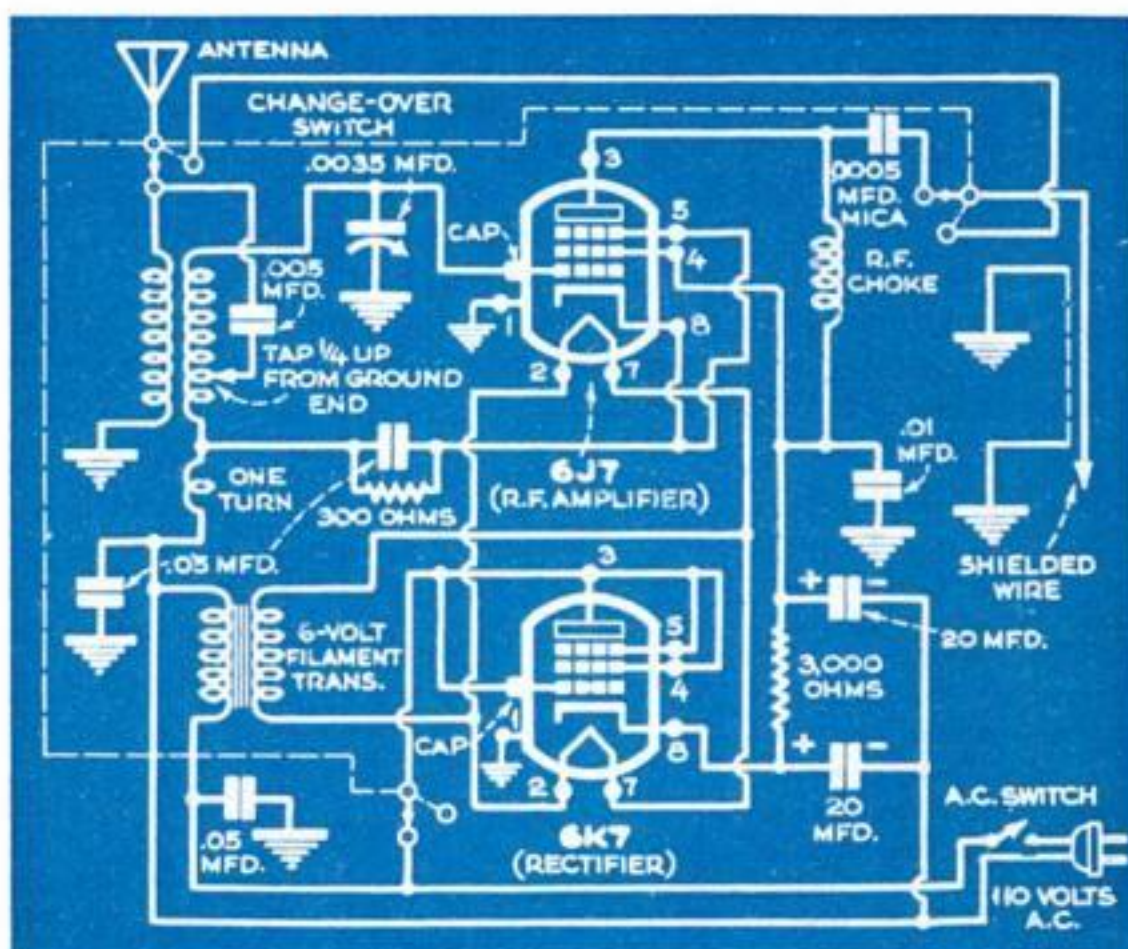 ANTENNA
CHANGE-OVER
SWITCH
.0035 MFD.
3
.0005
MFD.
MICA
5
4
CAP
1
8
2
7
R.F.
CHOKE
.005
MFD.
TAP 1/4 UP
FROM GROUND
END
ONE
TURN
300 OHMS
6J7
(R.F. AMPLIFIER)
.01
MFD.
SHIELDED
WIRE
.05 MFD.
6-VOLT
FILAMENT
TRANS.
3
5
4
CAP
1
8
2
7
+ -
20 MFD.
3,000
OHMS
+ -
20
MFD.
.05
MFD.
6K7
(RECTIFIER)
A.C. SWITCH
110 VOLTS
A.C.